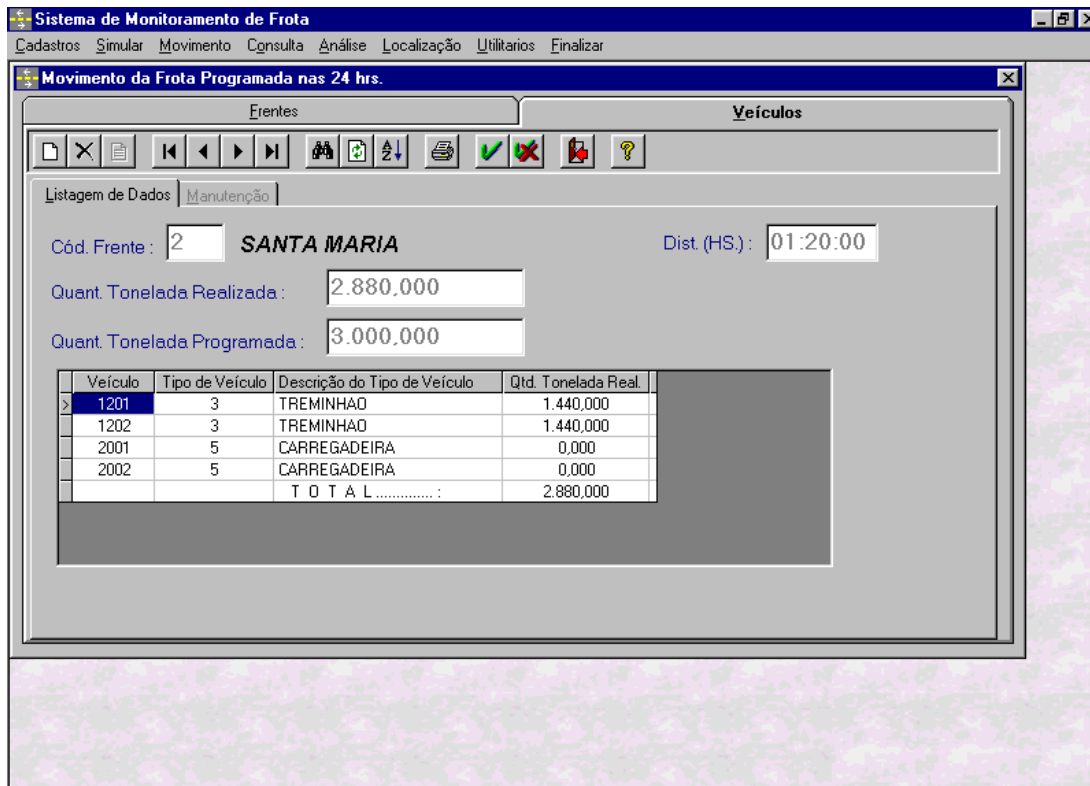 Sistema de Monitoramento de Frota
Cadastros Simular Movimento Consulta Análise Localização Utilitarios Finalizar
Movimento da Frota Programada nas 24 hrs.
Frentes Veículos
Listagem de Dados Manutenção
Cód. Frente : 2 SANTA MARIA Dist. (HS.) : 01:20:00
Quant. Tonelada Realizada : 2.880,000
Quant. Tonelada Programada : 3.000,000
Veículo Tipo de Veículo Descrição do Tipo de Veículo Qtd. Tonelada Real.
1201 3 TREMINHAO 1.440,000
1202 3 TREMINHAO 1.440,000
2001 5 CARREGADEIRA 0,000
2002 5 CARREGADEIRA 0,000
T O T A L ............. : 2.880,000